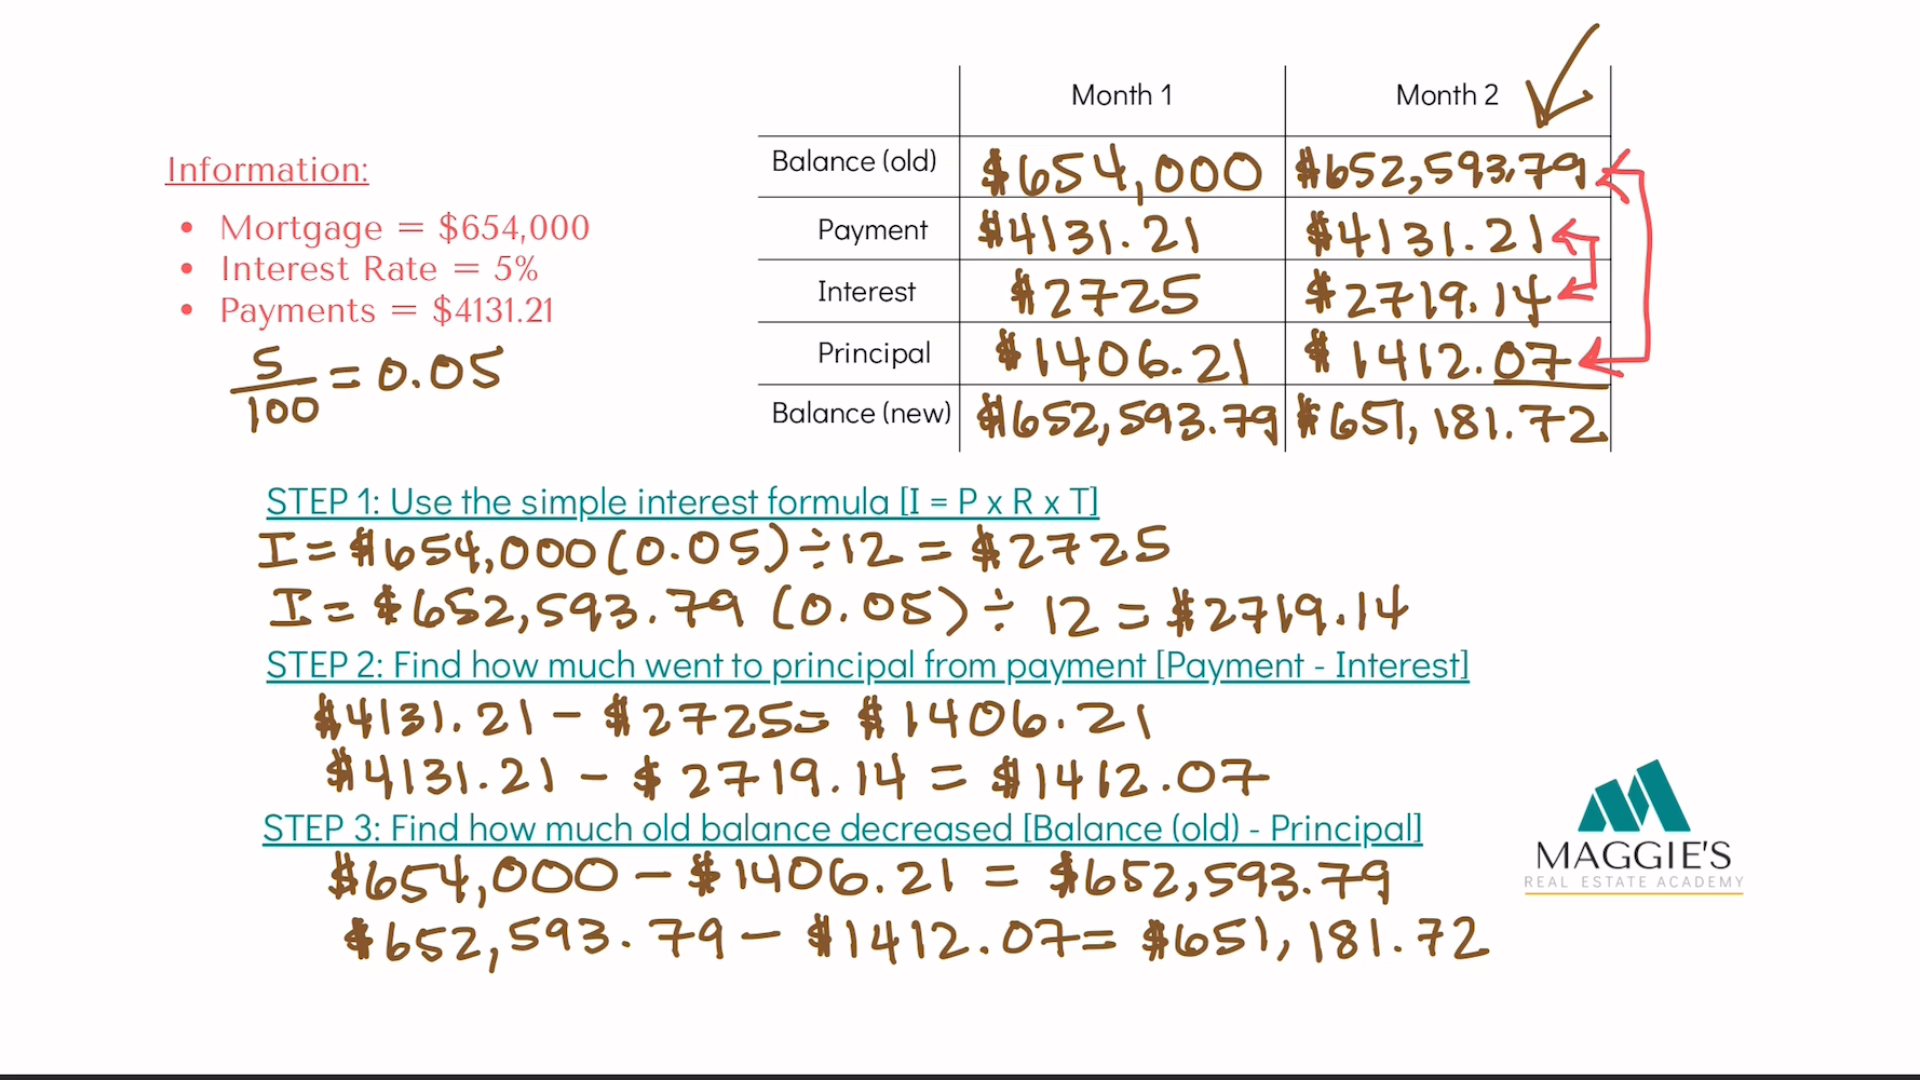 Information:
• Mortgage = $654,000
• Interest Rate = 5%
• Payments = $4131.21
5/100 = 0.05
Month 1 Month 2
Balance (old) $654,000 $652,593.79
Payment $4131.21 $4131.21
Interest $2725 $2719.14
Principal $1406.21 $1412.07
Balance (new) $652,593.79 $651,181.72
STEP 1: Use the simple interest formula [I = P x R x T]
I = $654,000 (0.05) ÷ 12 = $2725
I = $652,593.79 (0.05) ÷ 12 = $2719.14
STEP 2: Find how much went to principal from payment [Payment - Interest]
$4131.21 - $2725 = $1406.21
$4131.21 - $2719.14 = $1412.07
STEP 3: Find how much old balance decreased [Balance (old) - Principal]
$654,000 - $1406.21 = $652,593.79
$652,593.79 - $1412.07 = $651,181.72
MAGGIE'S
REAL ESTATE ACADEMY